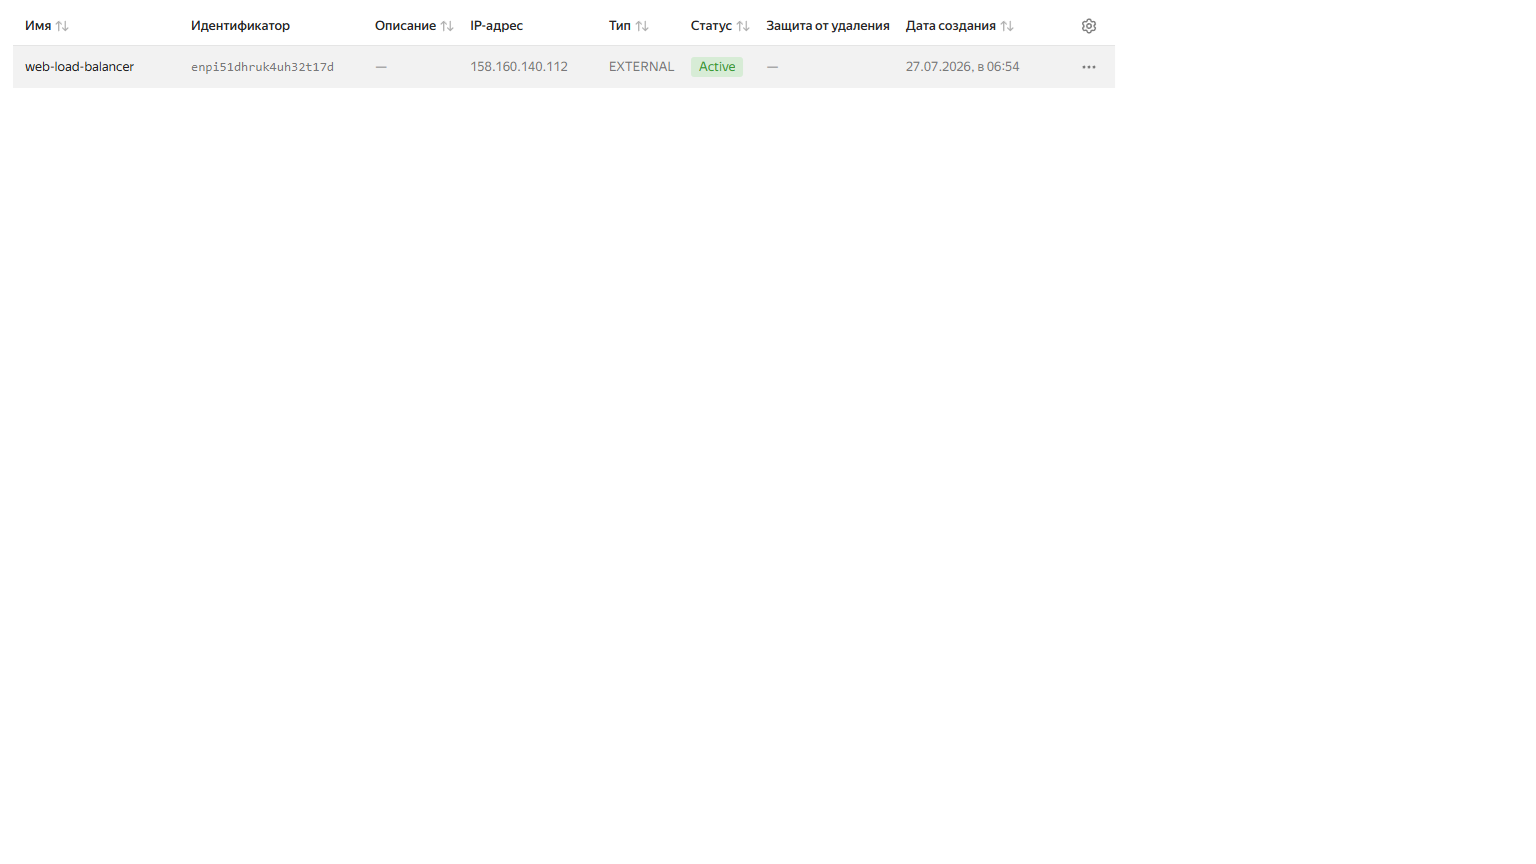 Имя Идентификатор Описание IP-адрес Тип Статус Защита от удаления Дата создания
web-load-balancer enpi51dhruk4uh32t17d — 158.160.140.112 EXTERNAL Active — 27.07.2026, в 06:54